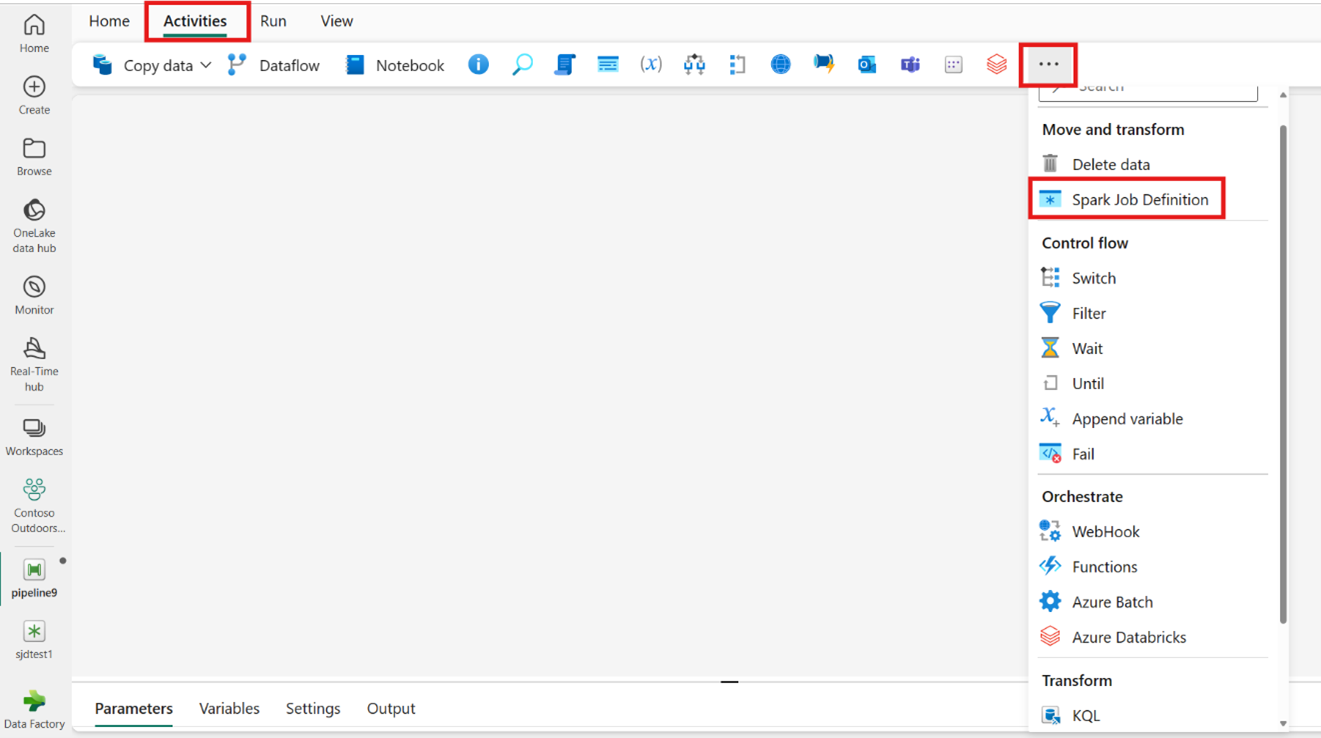 Home
Activities
Run
View
Copy data
Dataflow
Notebook
(x)
Search
Move and transform
Delete data
Spark Job Definition
Control flow
Switch
Filter
Wait
Until
Append variable
Fail
Orchestrate
WebHook
Functions
Azure Batch
Azure Databricks
Transform
KQL
Home
Create
Browse
OneLake
data hub
Monitor
Real-Time
hub
Workspaces
Contoso
Outdoors...
pipeline9
sjdtest1
Data Factory
Parameters
Variables
Settings
Output